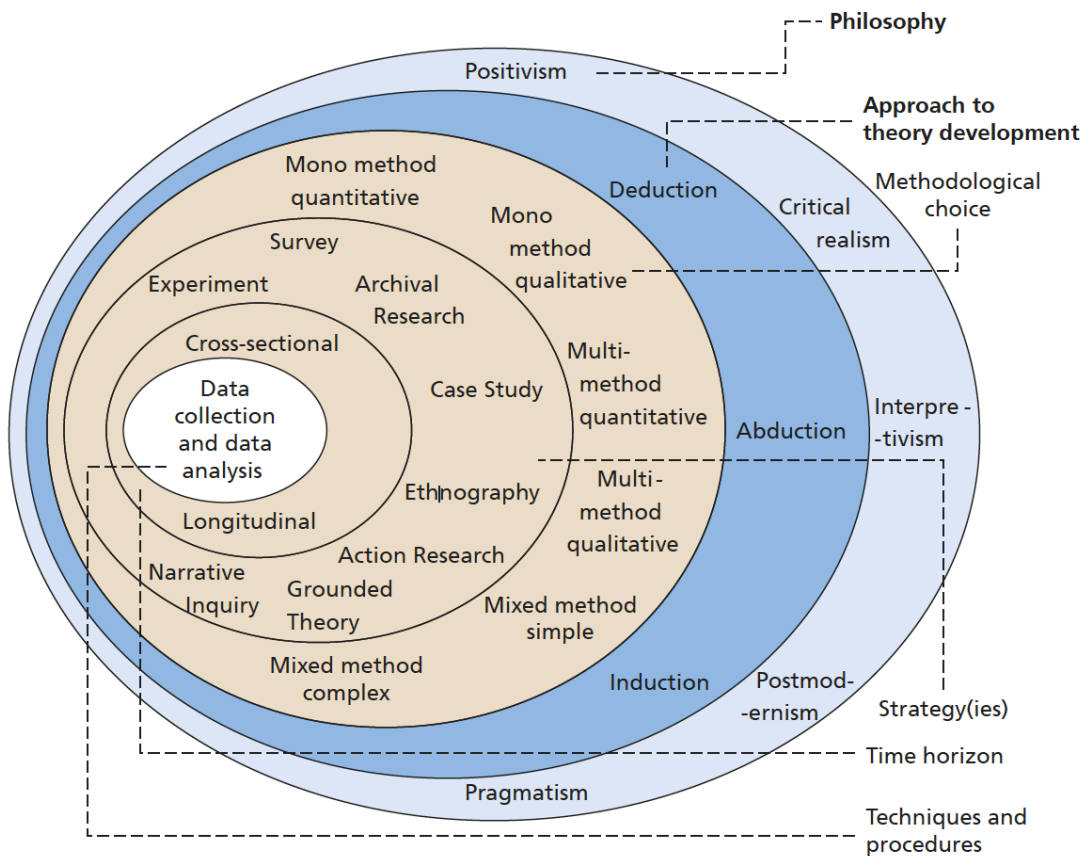 Philosophy
Positivism
Approach to
theory development
Mono method
quantitative
Deduction
Methodological
choice
Critical
realism
Mono
method
qualitative
Survey
Experiment
Archival
Research
Cross-sectional
Multi-
method
quantitative
Case Study
Data
collection
and data
analysis
Interpre-
-tivism
Abduction
Multi-
method
qualitative
Ethnography
Longitudinal
Action Research
Narrative
Inquiry
Grounded
Theory
Mixed method
simple
Mixed method
complex
Induction
Postmod-
-ernism
Strategy(ies)
Time horizon
Pragmatism
Techniques and
procedures